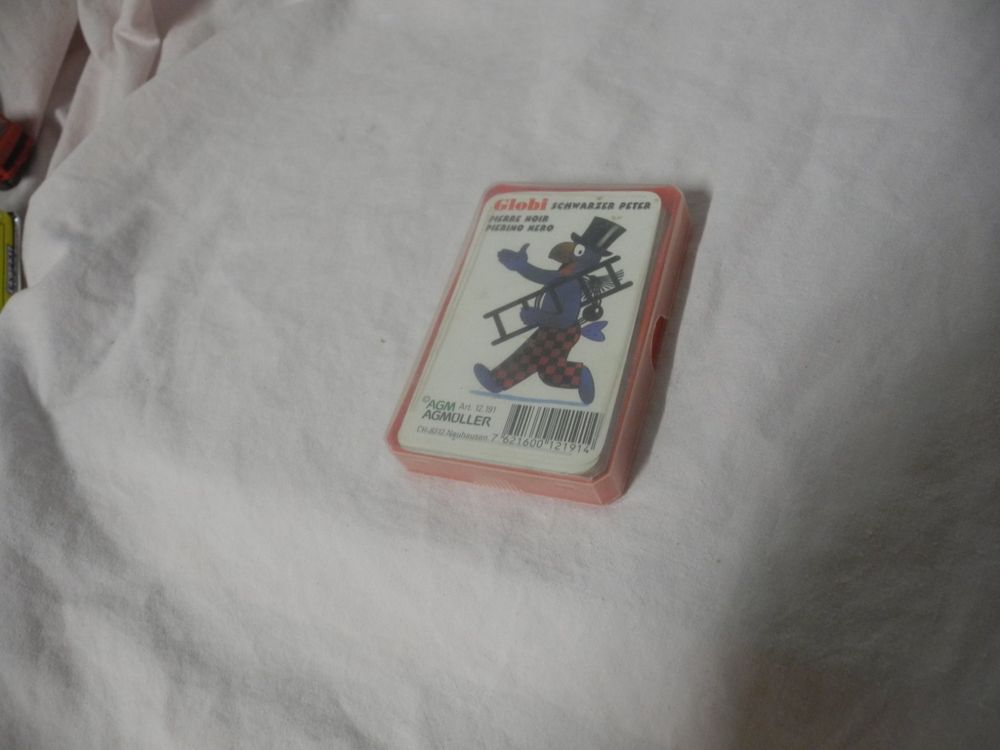 Globi SCHWARZER PETER
PIERRE NOIR
PIERINO NERO
©AGM Art. 12.191
AGMÜLLER
CH-8212 Neuhausen
7 621600 121914